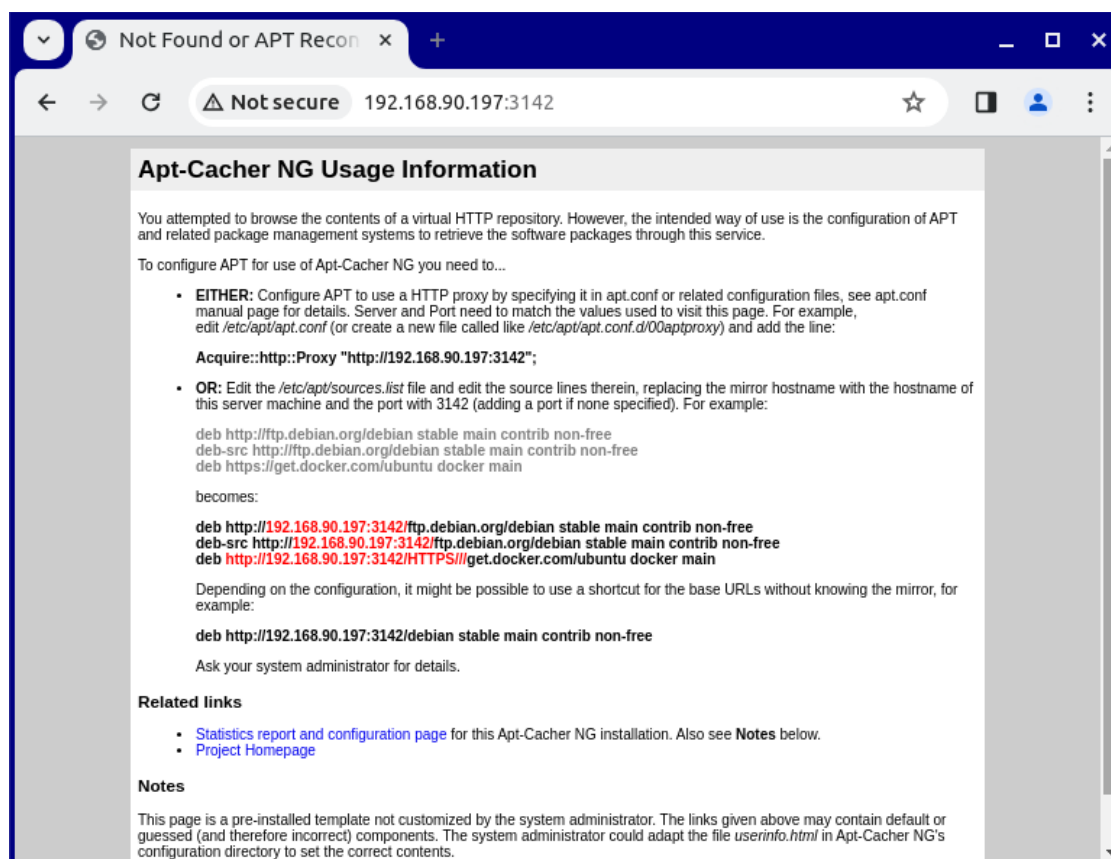 Not Found or APT Recon
Not secure 192.168.90.197:3142
Apt-Cacher NG Usage Information
You attempted to browse the contents of a virtual HTTP repository. However, the intended way of use is the configuration of APT
and related package management systems to retrieve the software packages through this service.
To configure APT for use of Apt-Cacher NG you need to...
• EITHER: Configure APT to use a HTTP proxy by specifying it in apt.conf or related configuration files, see apt.conf
manual page for details. Server and Port need to match the values used to visit this page. For example,
edit /etc/apt/apt.conf (or create a new file called like /etc/apt/apt.conf.d/00aptproxy) and add the line:
Acquire::http::Proxy "http://192.168.90.197:3142";
• OR: Edit the /etc/apt/sources.list file and edit the source lines therein, replacing the mirror hostname with the hostname of
this server machine and the port with 3142 (adding a port if none specified). For example:
deb http://ftp.debian.org/debian stable main contrib non-free
deb-src http://ftp.debian.org/debian stable main contrib non-free
deb https://get.docker.com/ubuntu docker main
becomes:
deb http://192.168.90.197:3142/ftp.debian.org/debian stable main contrib non-free
deb-src http://192.168.90.197:3142/ftp.debian.org/debian stable main contrib non-free
deb http://192.168.90.197:3142/HTTPS///get.docker.com/ubuntu docker main
Depending on the configuration, it might be possible to use a shortcut for the base URLs without knowing the mirror, for
example:
deb http://192.168.90.197:3142/debian stable main contrib non-free
Ask your system administrator for details.
Related links
• Statistics report and configuration page for this Apt-Cacher NG installation. Also see Notes below.
• Project Homepage
Notes
This page is a pre-installed template not customized by the system administrator. The links given above may contain default or
guessed (and therefore incorrect) components. The system administrator could adapt the file userinfo.html in Apt-Cacher NG's
configuration directory to set the correct contents.